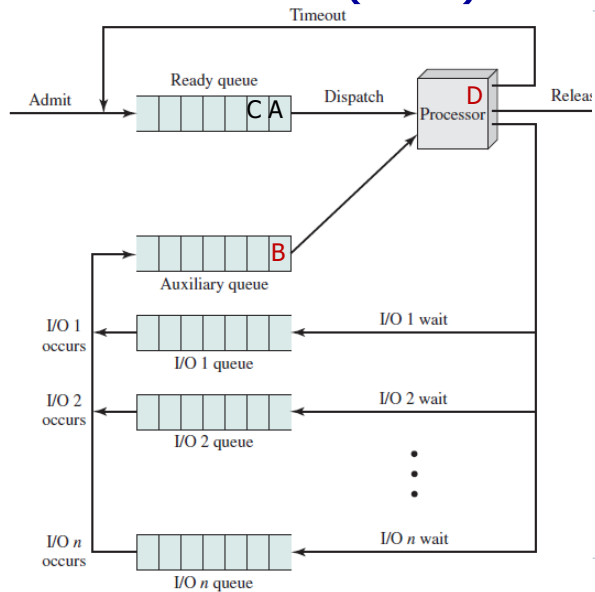 Timeout
Ready queue
Admit
C A
Dispatch
D
Processor
Releas
B
Auxiliary queue
I/O 1
occurs
I/O 1 wait
I/O 1 queue
I/O 2
occurs
I/O 2 wait
I/O 2 queue
I/O n
occurs
I/O n wait
I/O n queue